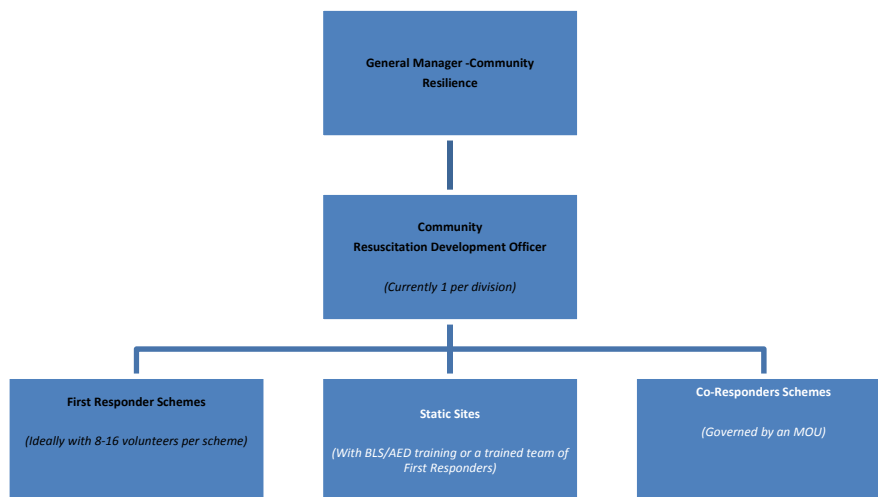 General Manager -Community
Resilience
Community
Resuscitation Development Officer
(Currently 1 per division)
First Responder Schemes
(Ideally with 8-16 volunteers per scheme)
Static Sites
(With BLS/AED training or a trained team of
First Responders)
Co-Responders Schemes
(Governed by an MOU)